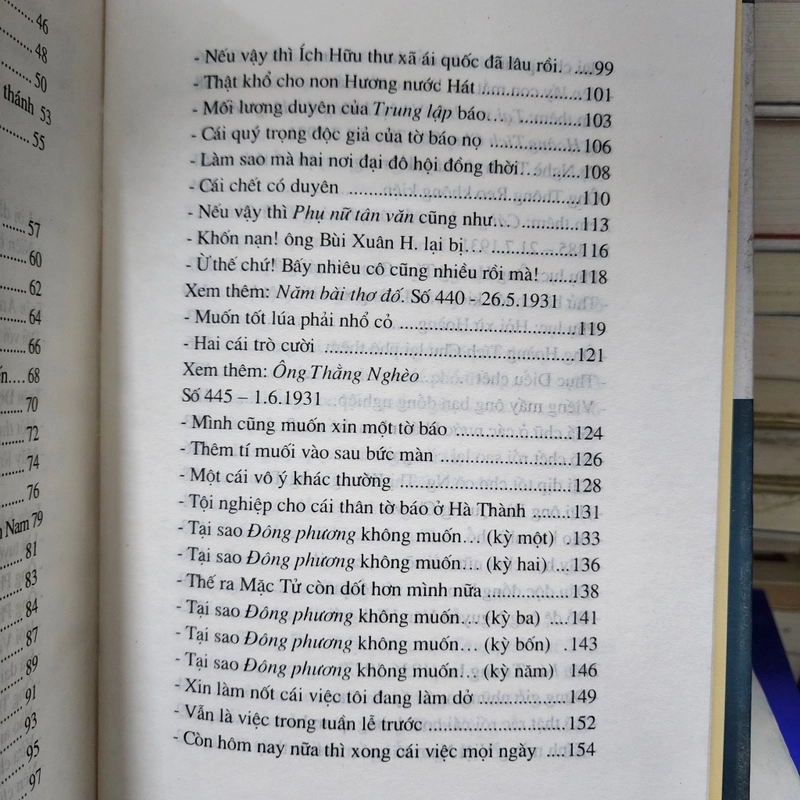 46
48
50
thánh 53
55
57
60
62
64
66
68
70
72
74
76
Nam 79
81
83
84
87
89
91
93
95
97
- Nếu vậy thì Ích Hữu thư xã ái quốc đã lâu rồi. ....99
- Thật khổ cho non Hương nước Hát ................101
- Mối lương duyên của Trung lập báo… ............103
- Cái quý trọng độc giả của tờ báo nọ ..............106
- Làm sao mà hai nơi đại đô hội đồng thời… ......108
- Cái chết có duyên .......................................110
- Nếu vậy thì Phụ nữ tân văn cũng như… ..........113
- Khốn nạn! ông Bùi Xuân H. lại bị… ...............116
- Ừ thế chứ! Bấy nhiêu cô cũng nhiều rồi mà! ....118
Xem thêm: Năm bài thơ đố. Số 440 - 26.5.1931
- Muốn tốt lúa phải nhổ cỏ .............................119
- Hai cái trò cười ..........................................121
Xem thêm: Ông Thằng Nghèo
Số 445 – 1.6.1931
- Mình cũng muốn xin một tờ báo ...................124
- Thêm tí muối vào sau bức màn .....................126
- Một cái vô ý khác thường ............................128
- Tội nghiệp cho cái thân tờ báo ở Hà Thành .....131
- Tại sao Đông phương không muốn… (kỳ một) .133
- Tại sao Đông phương không muốn… (kỳ hai) ..136
- Thế ra Mặc Tử còn dốt hơn mình nữa .............138
- Tại sao Đông phương không muốn… (kỳ ba) ....141
- Tại sao Đông phương không muốn… (kỳ bốn) .143
- Tại sao Đông phương không muốn… (kỳ năm) 146
- Xin làm nốt cái việc tôi đang làm dở ..............149
- Vẫn là việc trong tuần lễ trước ......................152
- Còn hôm nay nữa thì xong cái việc mọi ngày ....154